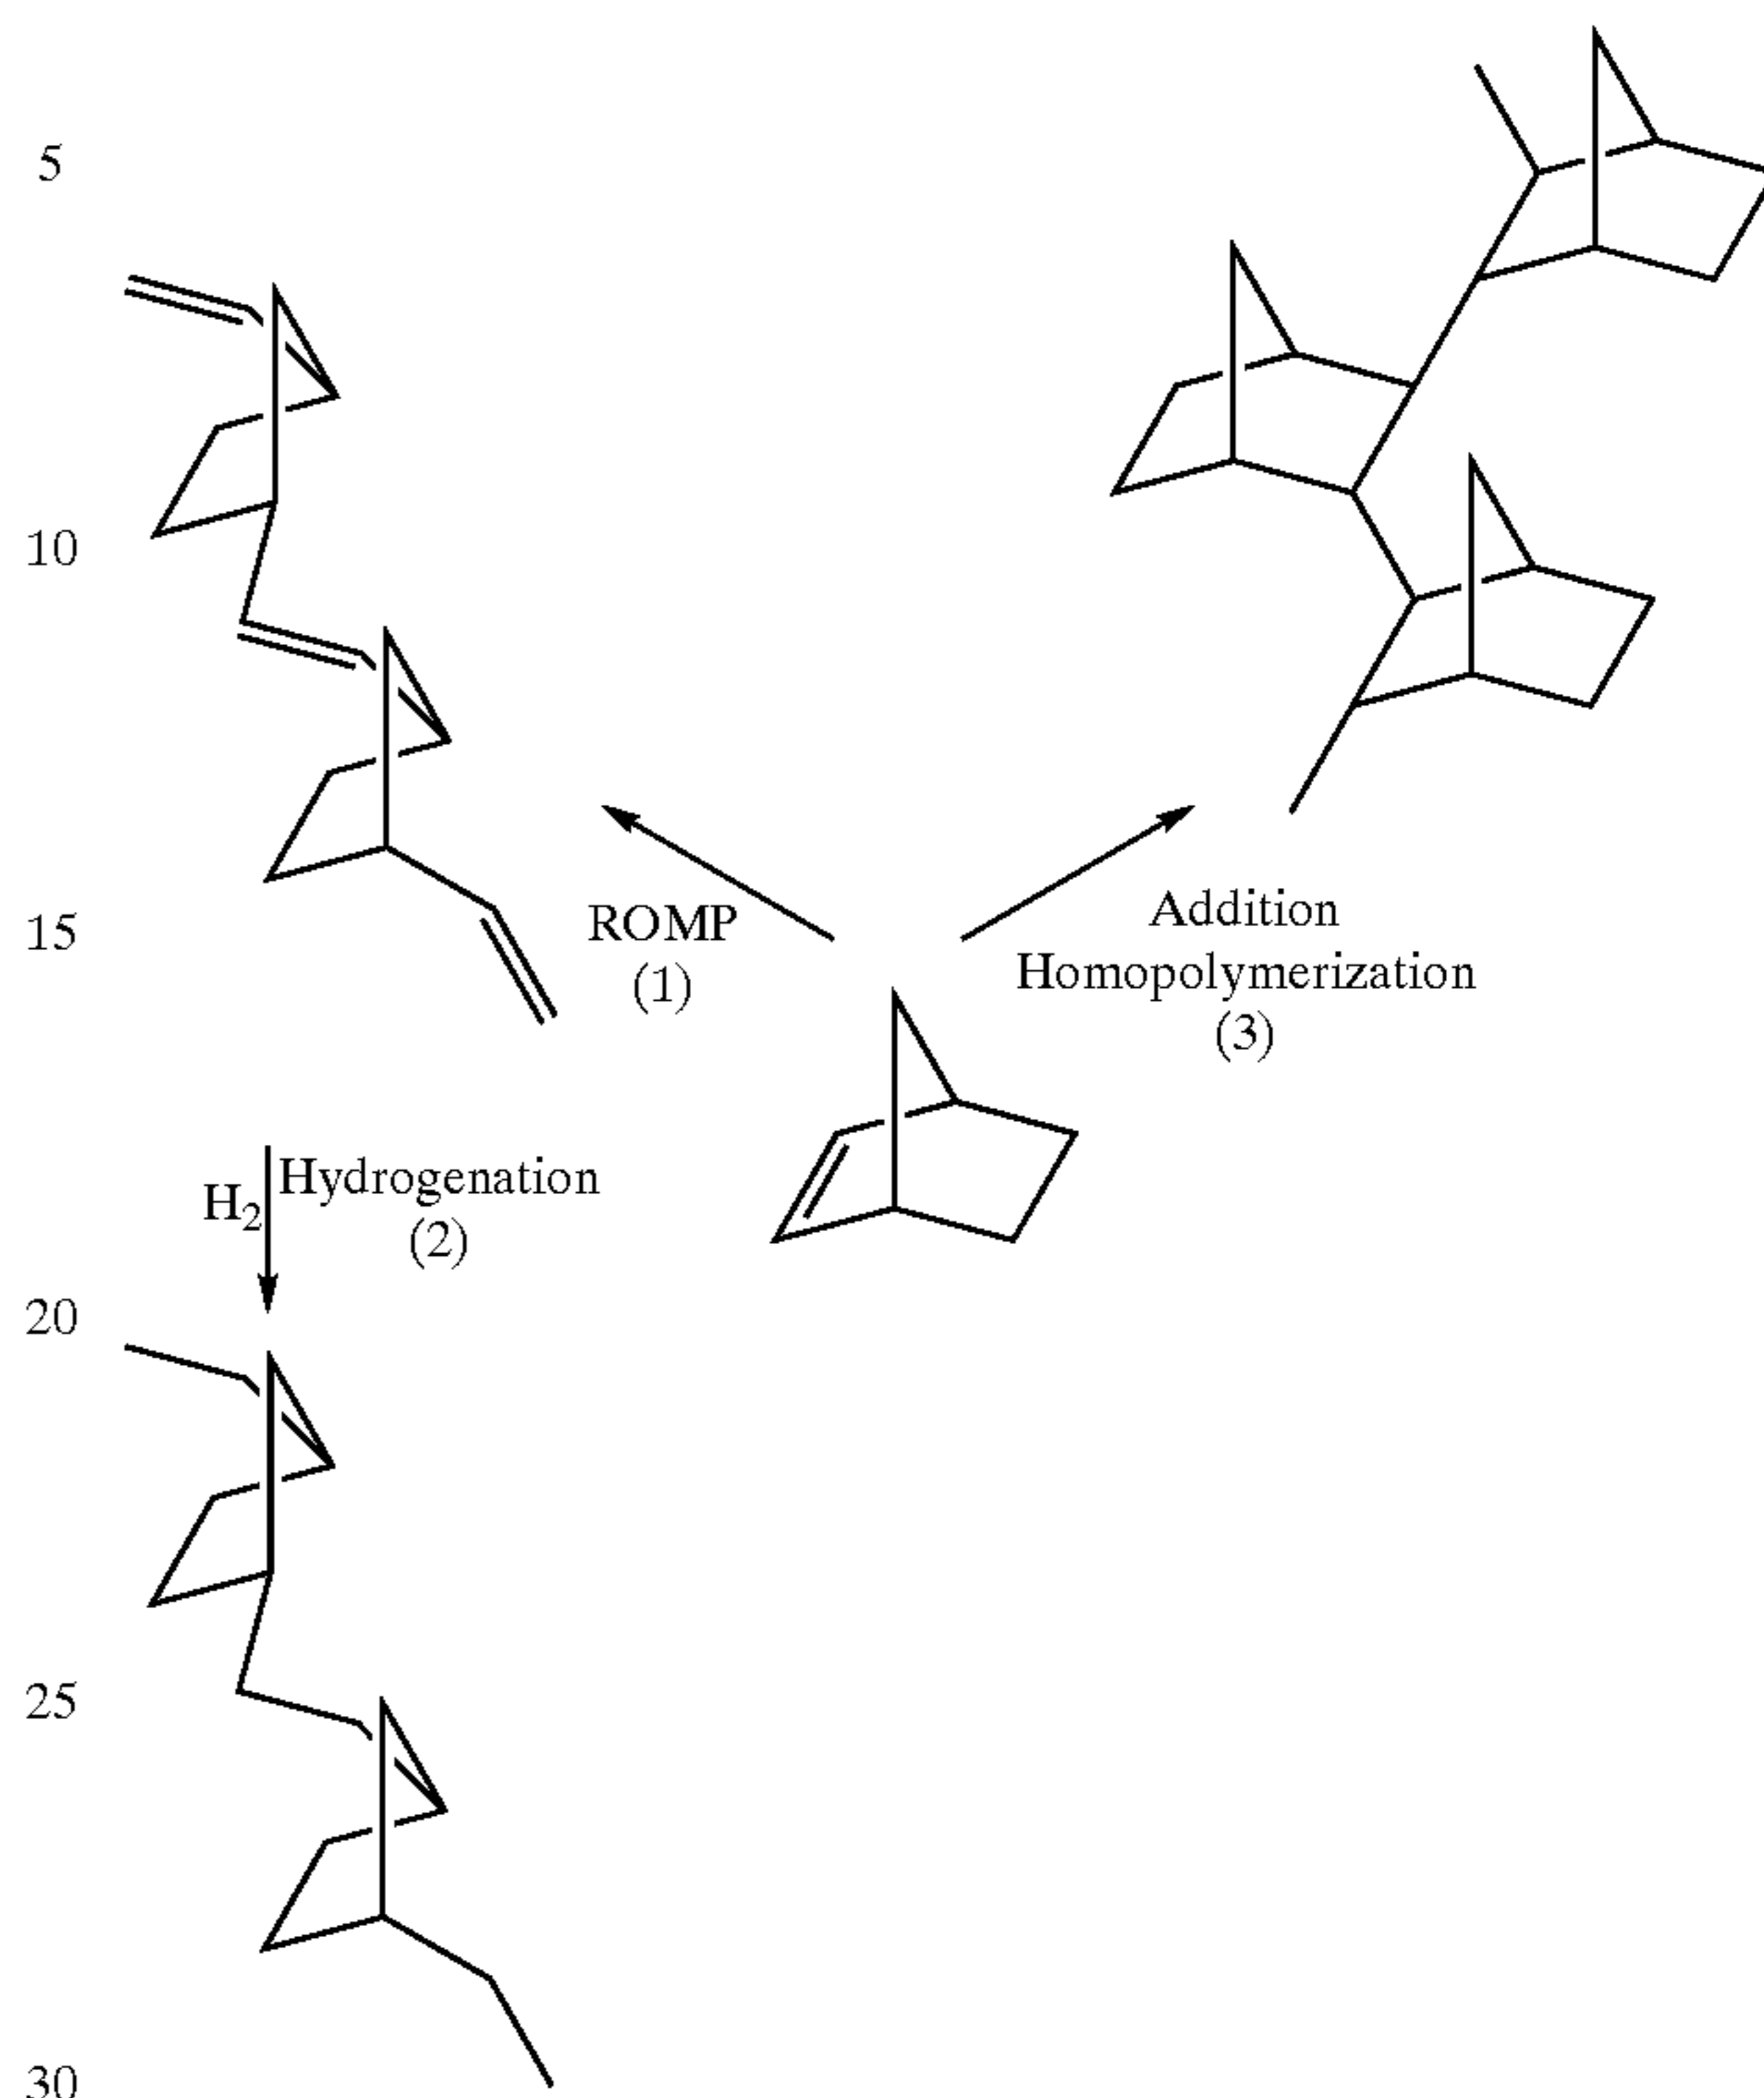 5
10
15
ROMP
(1)
Addition
Homopolymerization
(3)
H₂
Hydrogenation
(2)
20
25
30